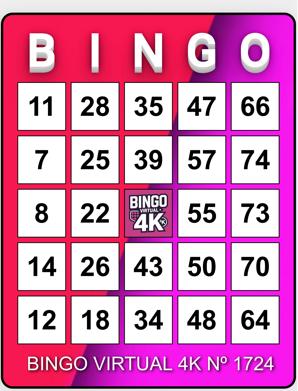 B I N G O
11 28 35 47 66
7 25 39 57 74
8 22 BINGO VIRTUAL 4K 55 73
14 26 43 50 70
12 18 34 48 64
BINGO VIRTUAL 4K Nº 1724